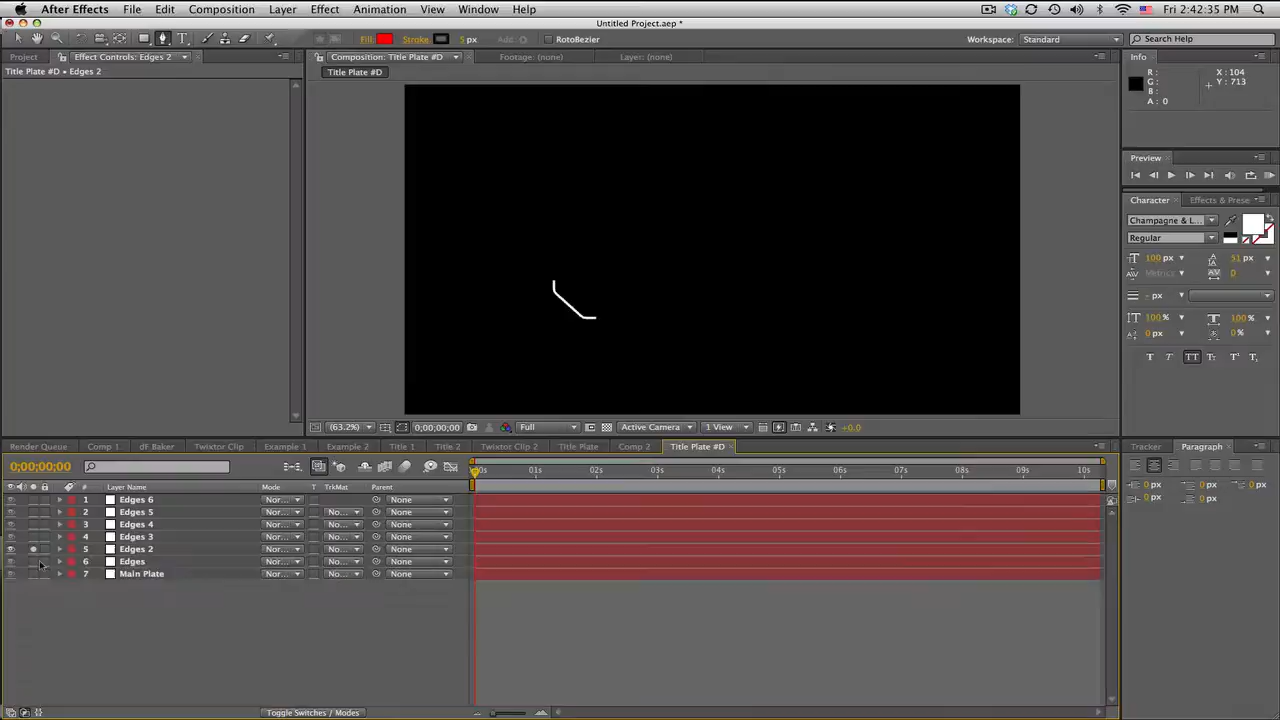 After Effects File Edit Composition Layer Effect Animation View Window Help Fri 2:42:35 PM
Untitled Project.aep *
Fill: Stroke: 5 px Add: RotoBezier Workspace: Standard Search Help
Project Effect Controls: Edges 2 Composition: Title Plate #D Footage: (none) Layer: (none) Info
Title Plate #D • Edges 2 Title Plate #D
R: X : 104
G: Y : 713
B:
A : 0
Preview
Character Effects & Prese
Champagne & L...
Regular
100 px 51 px
Metrics 0
- px
100% 100%
0 px 0%
T T TT Tr T' T,
(63.2%) 0;00;00;00 Full Active Camera 1 View +0.0
Render Queue Comp 1 dF Baker Twixtor Clip Example 1 Example 2 Title 1 Title 2 Twixtor Clip 2 Title Plate Comp 2 Title Plate #D Tracker Paragraph
0;00;00;00 0s 01s 02s 03s 04s 05s 06s 07s 08s 09s 10s
# Layer Name Mode T TrkMat Parent
1 Edges 6 Nor... None
2 Edges 5 Nor... No... None
3 Edges 4 Nor... No... None
4 Edges 3 Nor... No... None
5 Edges 2 Nor... No... None
6 Edges Nor... No... None
7 Main Plate Nor... No... None
0 px 0 px 0 px
0 px 0 px
Toggle Switches / Modes